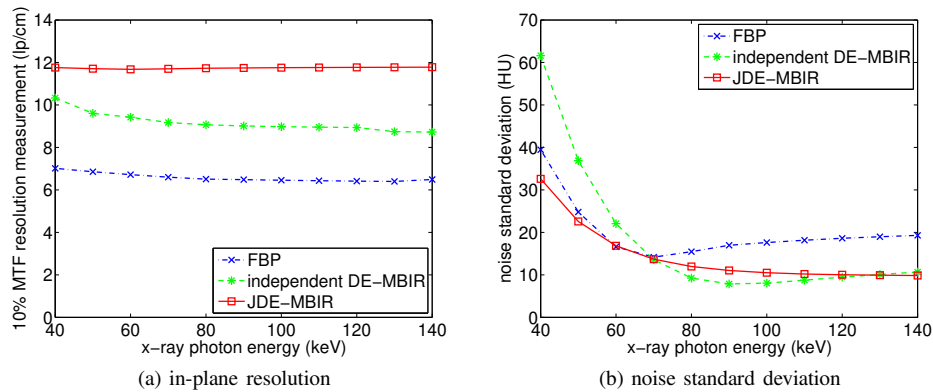 14
12
10
8
6
4
2
0
10% MTF resolution measurement (lp/cm)
FBP
independent DE−MBIR
JDE−MBIR
40 60 80 100 120 140
x−ray photon energy (keV)
(a) in-plane resolution
70
60
50
40
30
20
10
0
noise standard deviation (HU)
FBP
independent DE−MBIR
JDE−MBIR
40 60 80 100 120 140
x−ray photon energy (keV)
(b) noise standard deviation